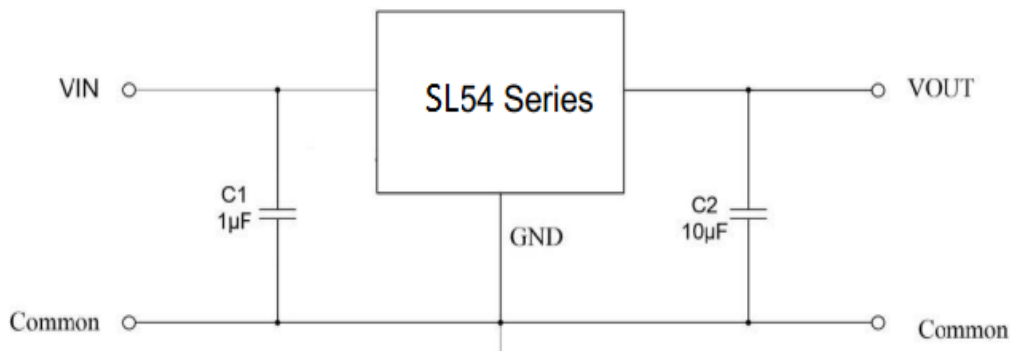 VIN
SL54 Series
VOUT
C1
1µF
GND
C2
10µF
Common
Common